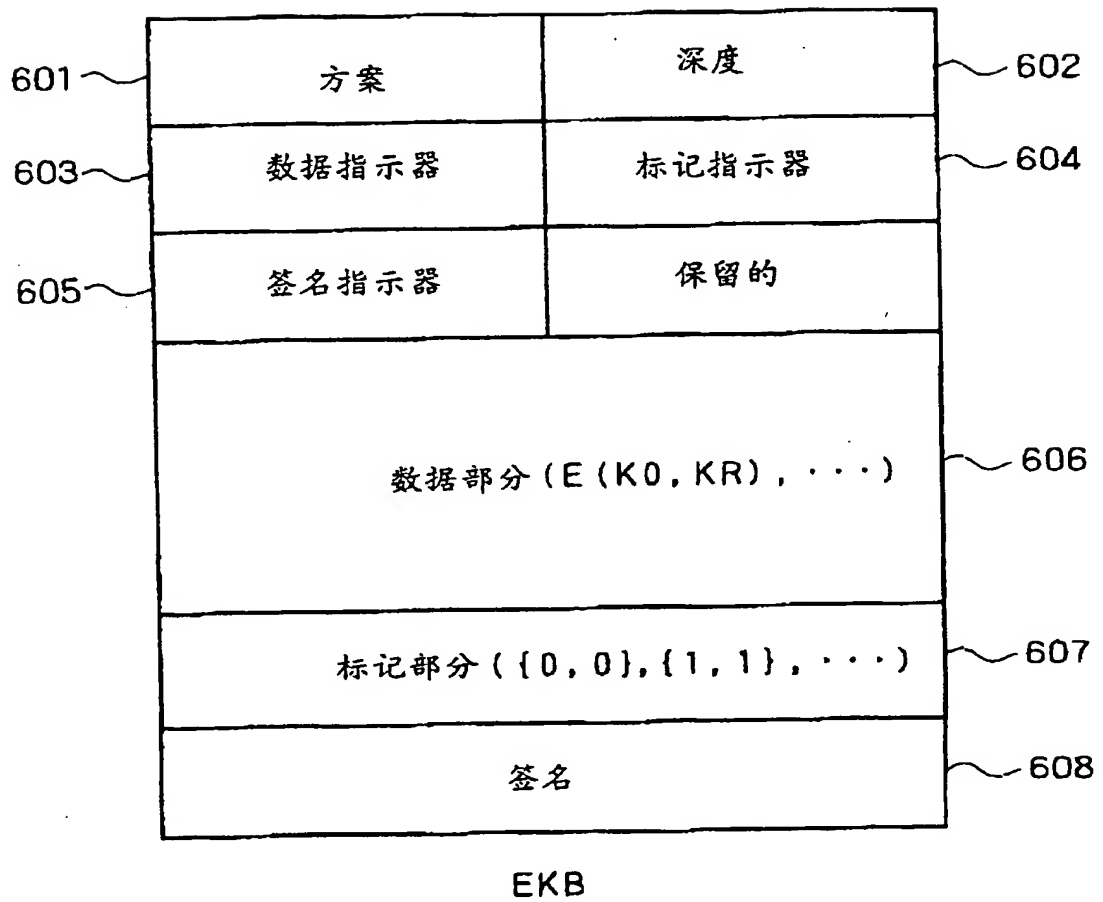 601 方案 深度 602
603 数据指示器 标记指示器 604
605 签名指示器 保留的
数据部分(E(K0,KR),···) 606
标记部分({0,0},{1,1},···) 607
签名 608
EKB